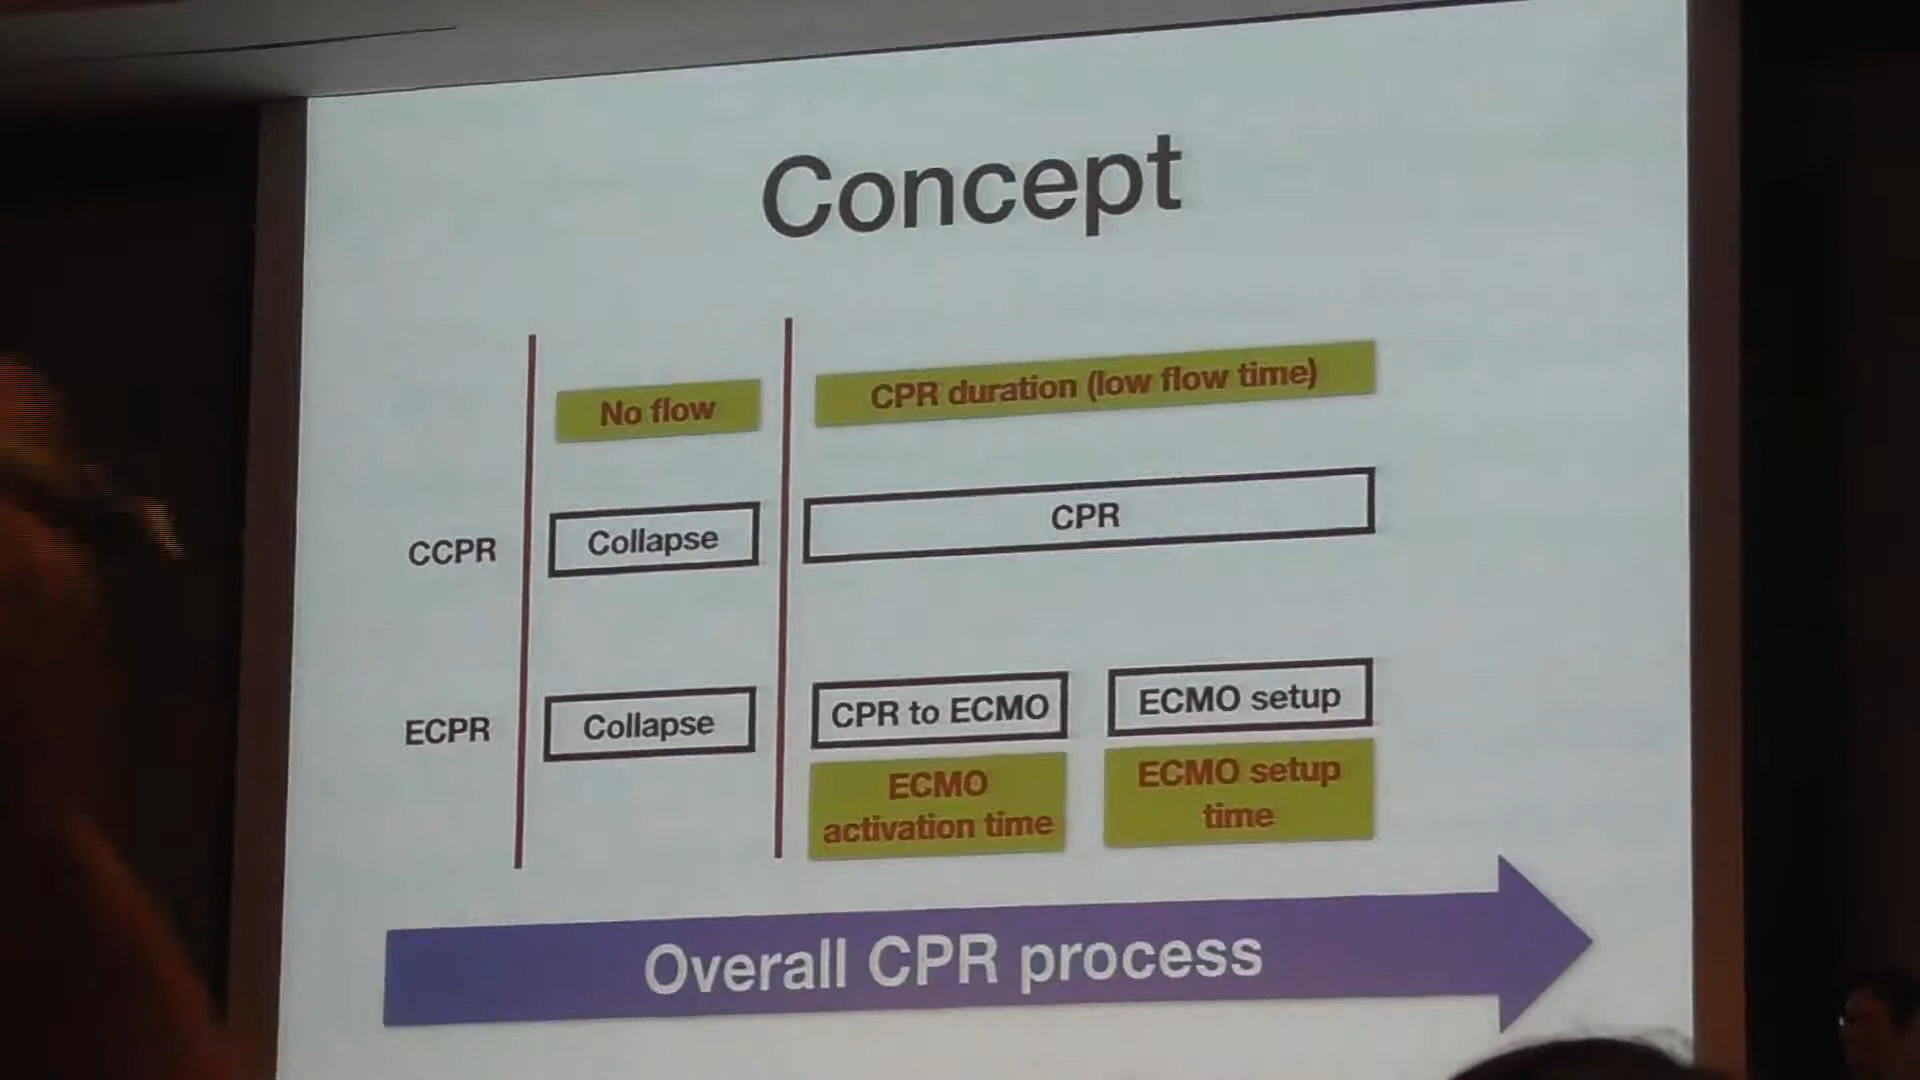 Concept
No flow
CPR duration (low flow time)
CCPR
Collapse
CPR
ECPR
Collapse
CPR to ECMO
ECMO setup
ECMO
activation time
ECMO setup
time
Overall CPR process